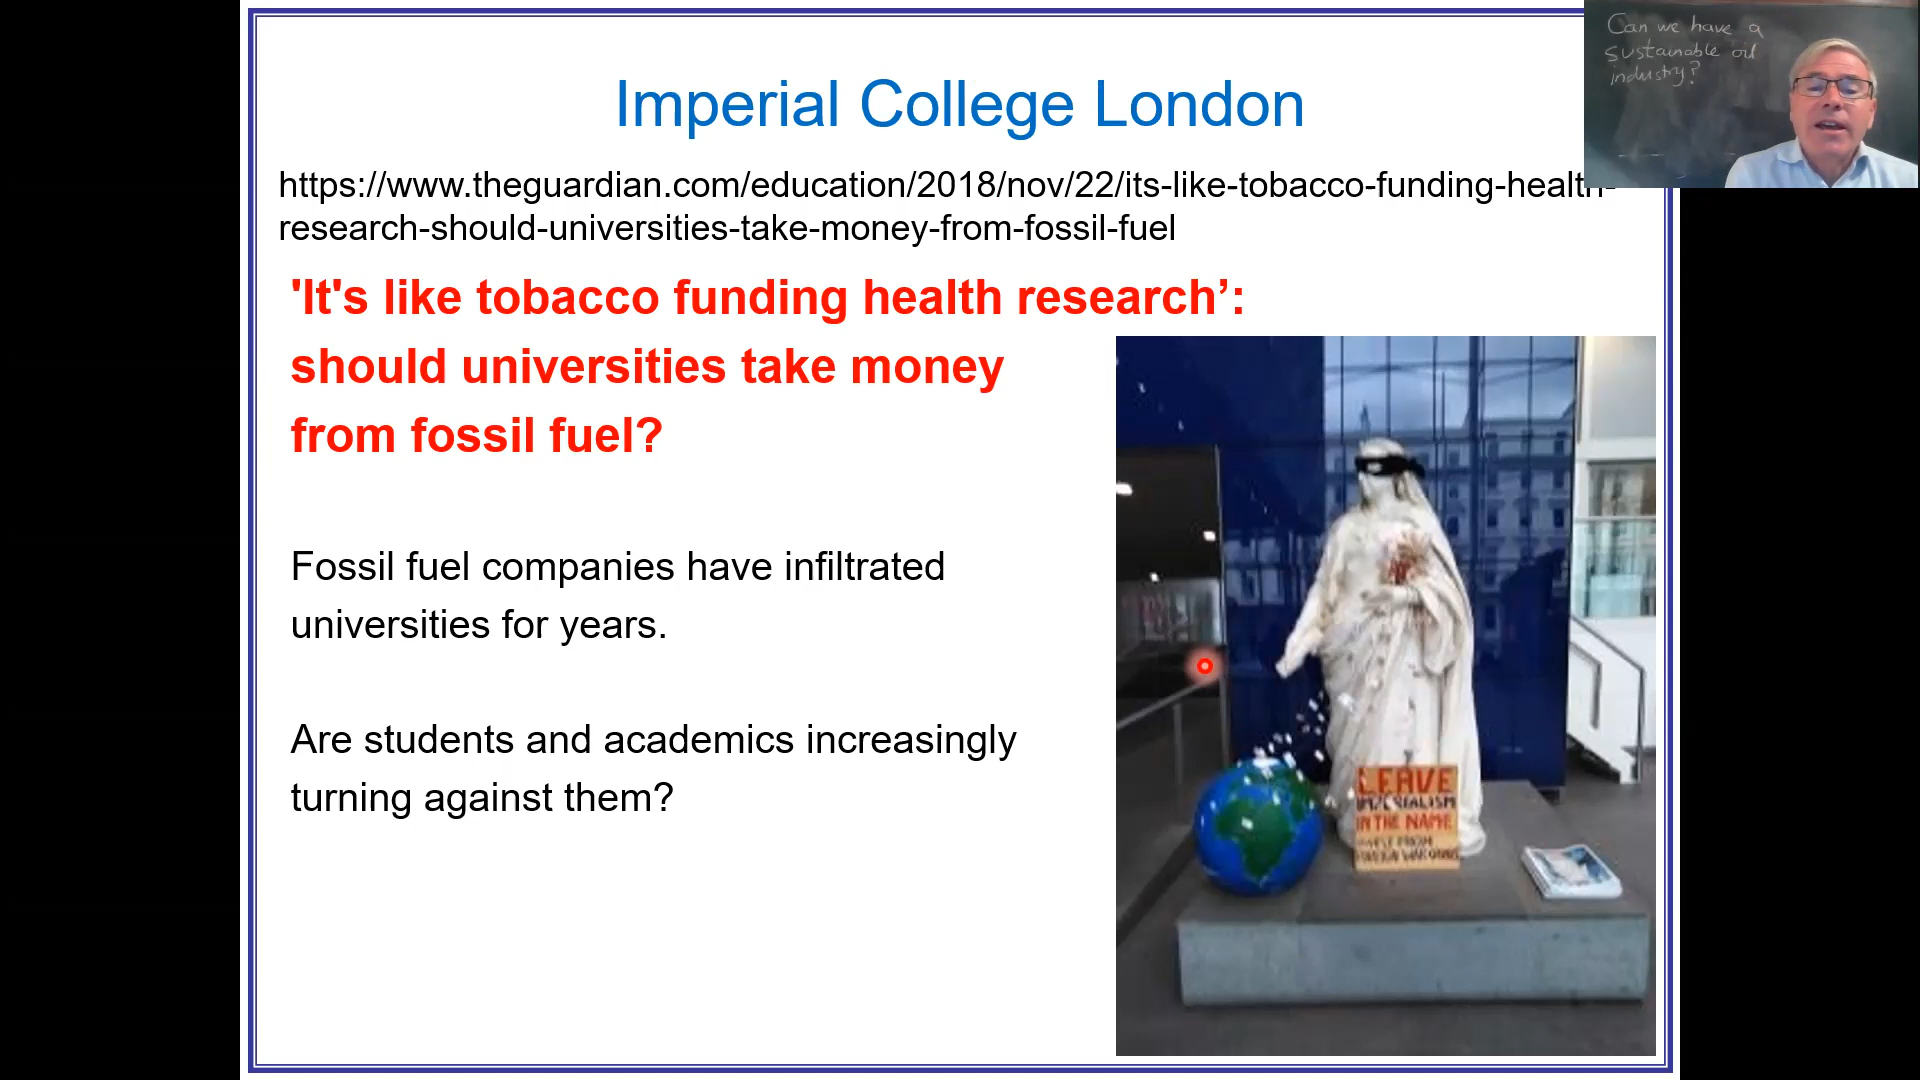 Imperial College London
https://www.theguardian.com/education/2018/nov/22/its-like-tobacco-funding-health-
research-should-universities-take-money-from-fossil-fuel
'It's like tobacco funding health research’:
should universities take money
from fossil fuel?
Fossil fuel companies have infiltrated
universities for years.
Are students and academics increasingly
turning against them?
Can we have a
sustainable oil
industry?
LEAVE
IMPERIALISM
IN THE NAME